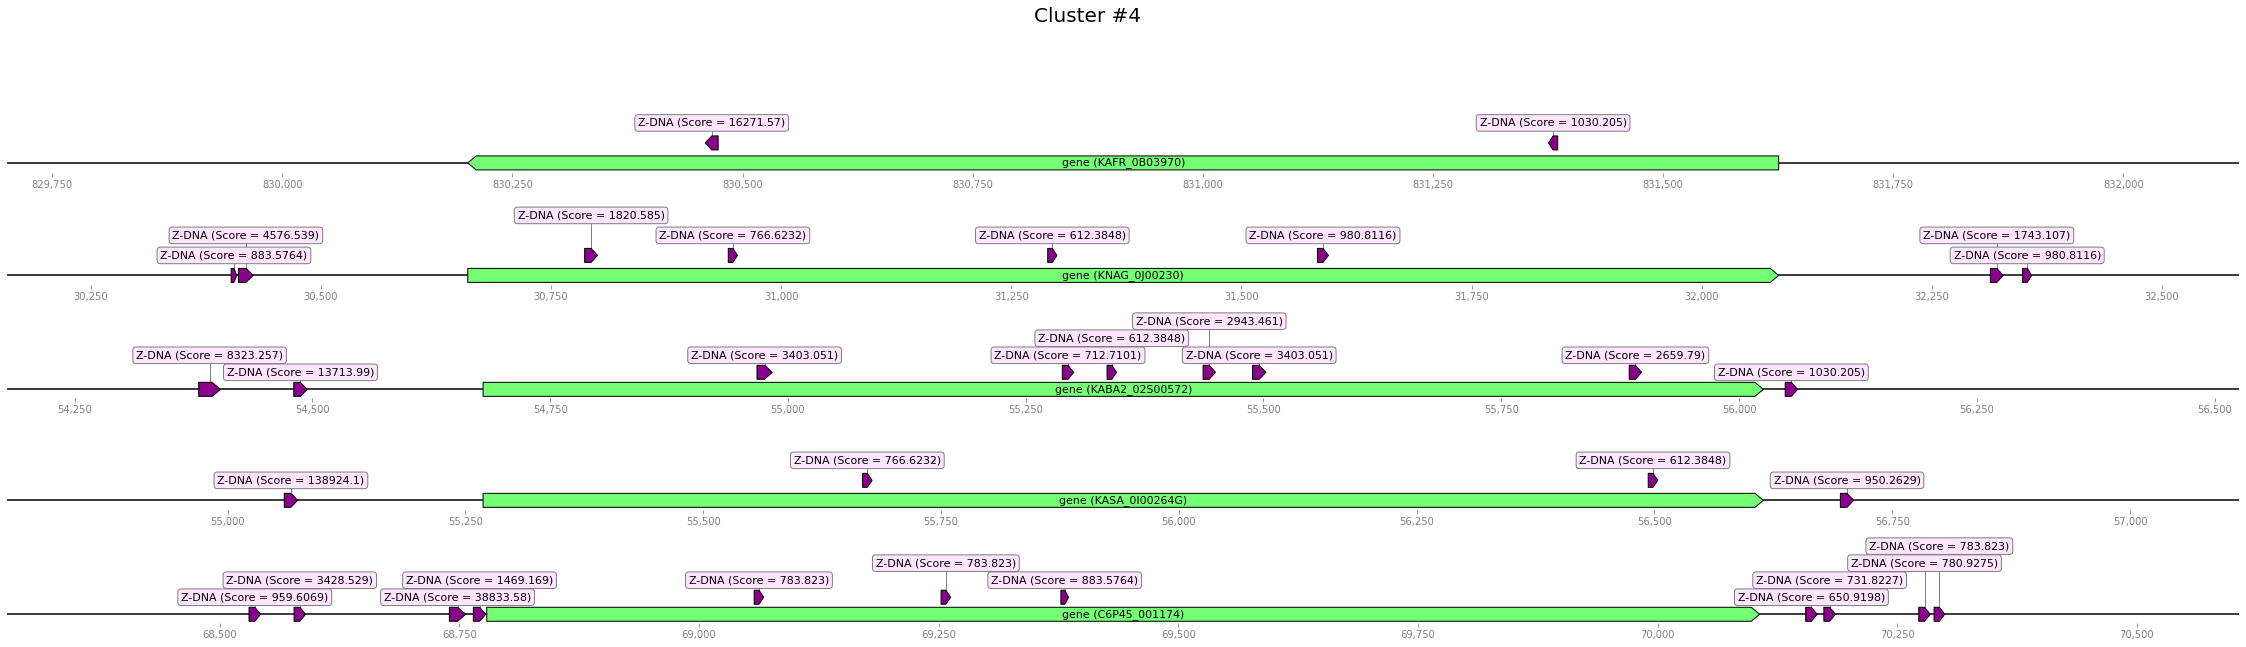 Cluster #4
Z-DNA (Score = 16271.57) Z-DNA (Score = 1030.205)
gene (KAFR_0B03970)
829,750 830,000 830,250 830,500 830,750 831,000 831,250 831,500 831,750 832,000
Z-DNA (Score = 1820.585)
Z-DNA (Score = 4576.539) Z-DNA (Score = 766.6232) Z-DNA (Score = 612.3848) Z-DNA (Score = 980.8116) Z-DNA (Score = 1743.107)
Z-DNA (Score = 883.5764) Z-DNA (Score = 980.8116)
gene (KNAG_0J00230)
30,250 30,500 30,750 31,000 31,250 31,500 31,750 32,000 32,250 32,500
Z-DNA (Score = 2943.461)
Z-DNA (Score = 612.3848)
Z-DNA (Score = 8323.257) Z-DNA (Score = 3403.051) Z-DNA (Score = 712.7101) Z-DNA (Score = 3403.051) Z-DNA (Score = 2659.79)
Z-DNA (Score = 13713.99) Z-DNA (Score = 1030.205)
gene (KABA2_02S00572)
54,250 54,500 54,750 55,000 55,250 55,500 55,750 56,000 56,250 56,500
Z-DNA (Score = 766.6232) Z-DNA (Score = 612.3848)
Z-DNA (Score = 138924.1) Z-DNA (Score = 950.2629)
gene (KASA_0I00264G)
55,000 55,250 55,500 55,750 56,000 56,250 56,500 56,750 57,000
Z-DNA (Score = 783.823)
Z-DNA (Score = 783.823) Z-DNA (Score = 780.9275)
Z-DNA (Score = 3428.529) Z-DNA (Score = 1469.169) Z-DNA (Score = 783.823) Z-DNA (Score = 883.5764) Z-DNA (Score = 731.8227)
Z-DNA (Score = 959.6069) Z-DNA (Score = 38833.58) Z-DNA (Score = 650.9198)
gene (C6P45_001174)
68,500 68,750 69,000 69,250 69,500 69,750 70,000 70,250 70,500